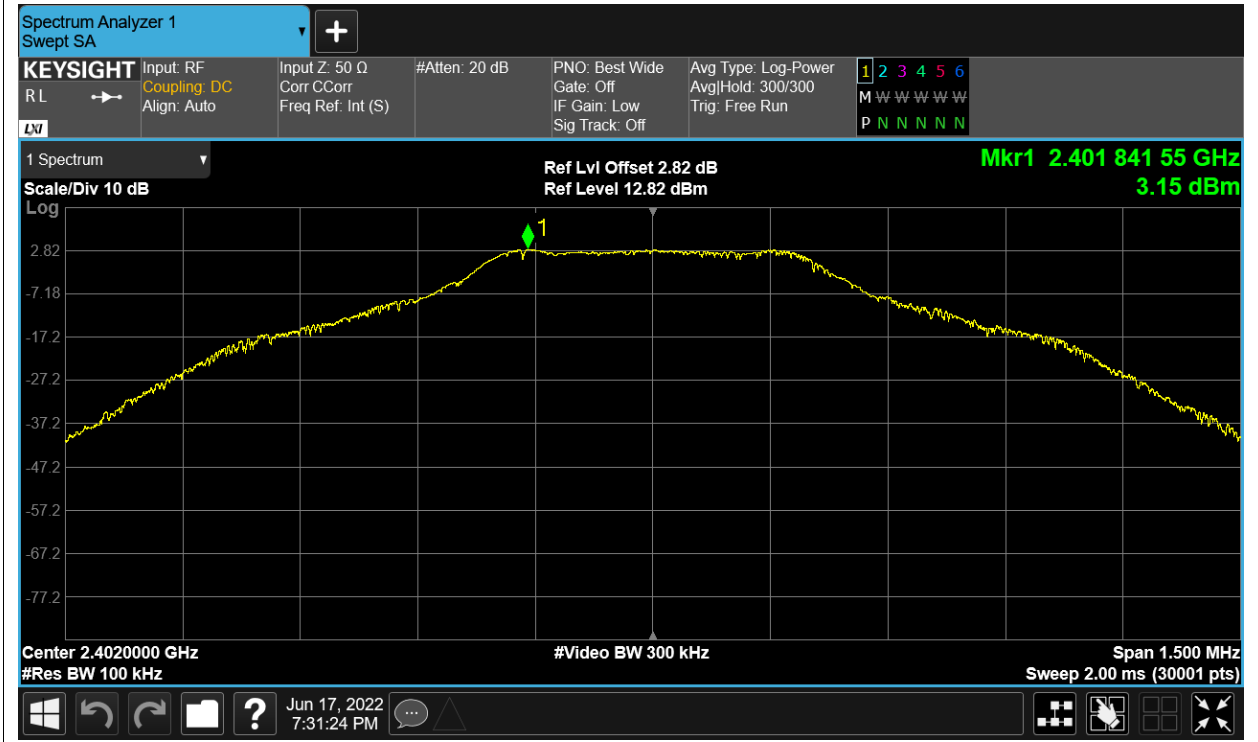 Spectrum Analyzer 1
Swept SA
KEYSIGHT
R L
LXI
Input: RF
Coupling: DC
Align: Auto
Input Z: 50 Ω
Corr CCorr
Freq Ref: Int (S)
#Atten: 20 dB
PNO: Best Wide
Gate: Off
IF Gain: Low
Sig Track: Off
Avg Type: Log-Power
Avg|Hold: 300/300
Trig: Free Run
1 2 3 4 5 6
M W W W W W
P N N N N N
1 Spectrum
Scale/Div 10 dB
Log
Ref Lvl Offset 2.82 dB
Ref Level 12.82 dBm
Mkr1 2.401 841 55 GHz
3.15 dBm
1
2.82
-7.18
-17.2
-27.2
-37.2
-47.2
-57.2
-67.2
-77.2
Center 2.4020000 GHz
#Res BW 100 kHz
#Video BW 300 kHz
Span 1.500 MHz
Sweep 2.00 ms (30001 pts)
?
Jun 17, 2022
7:31:24 PM